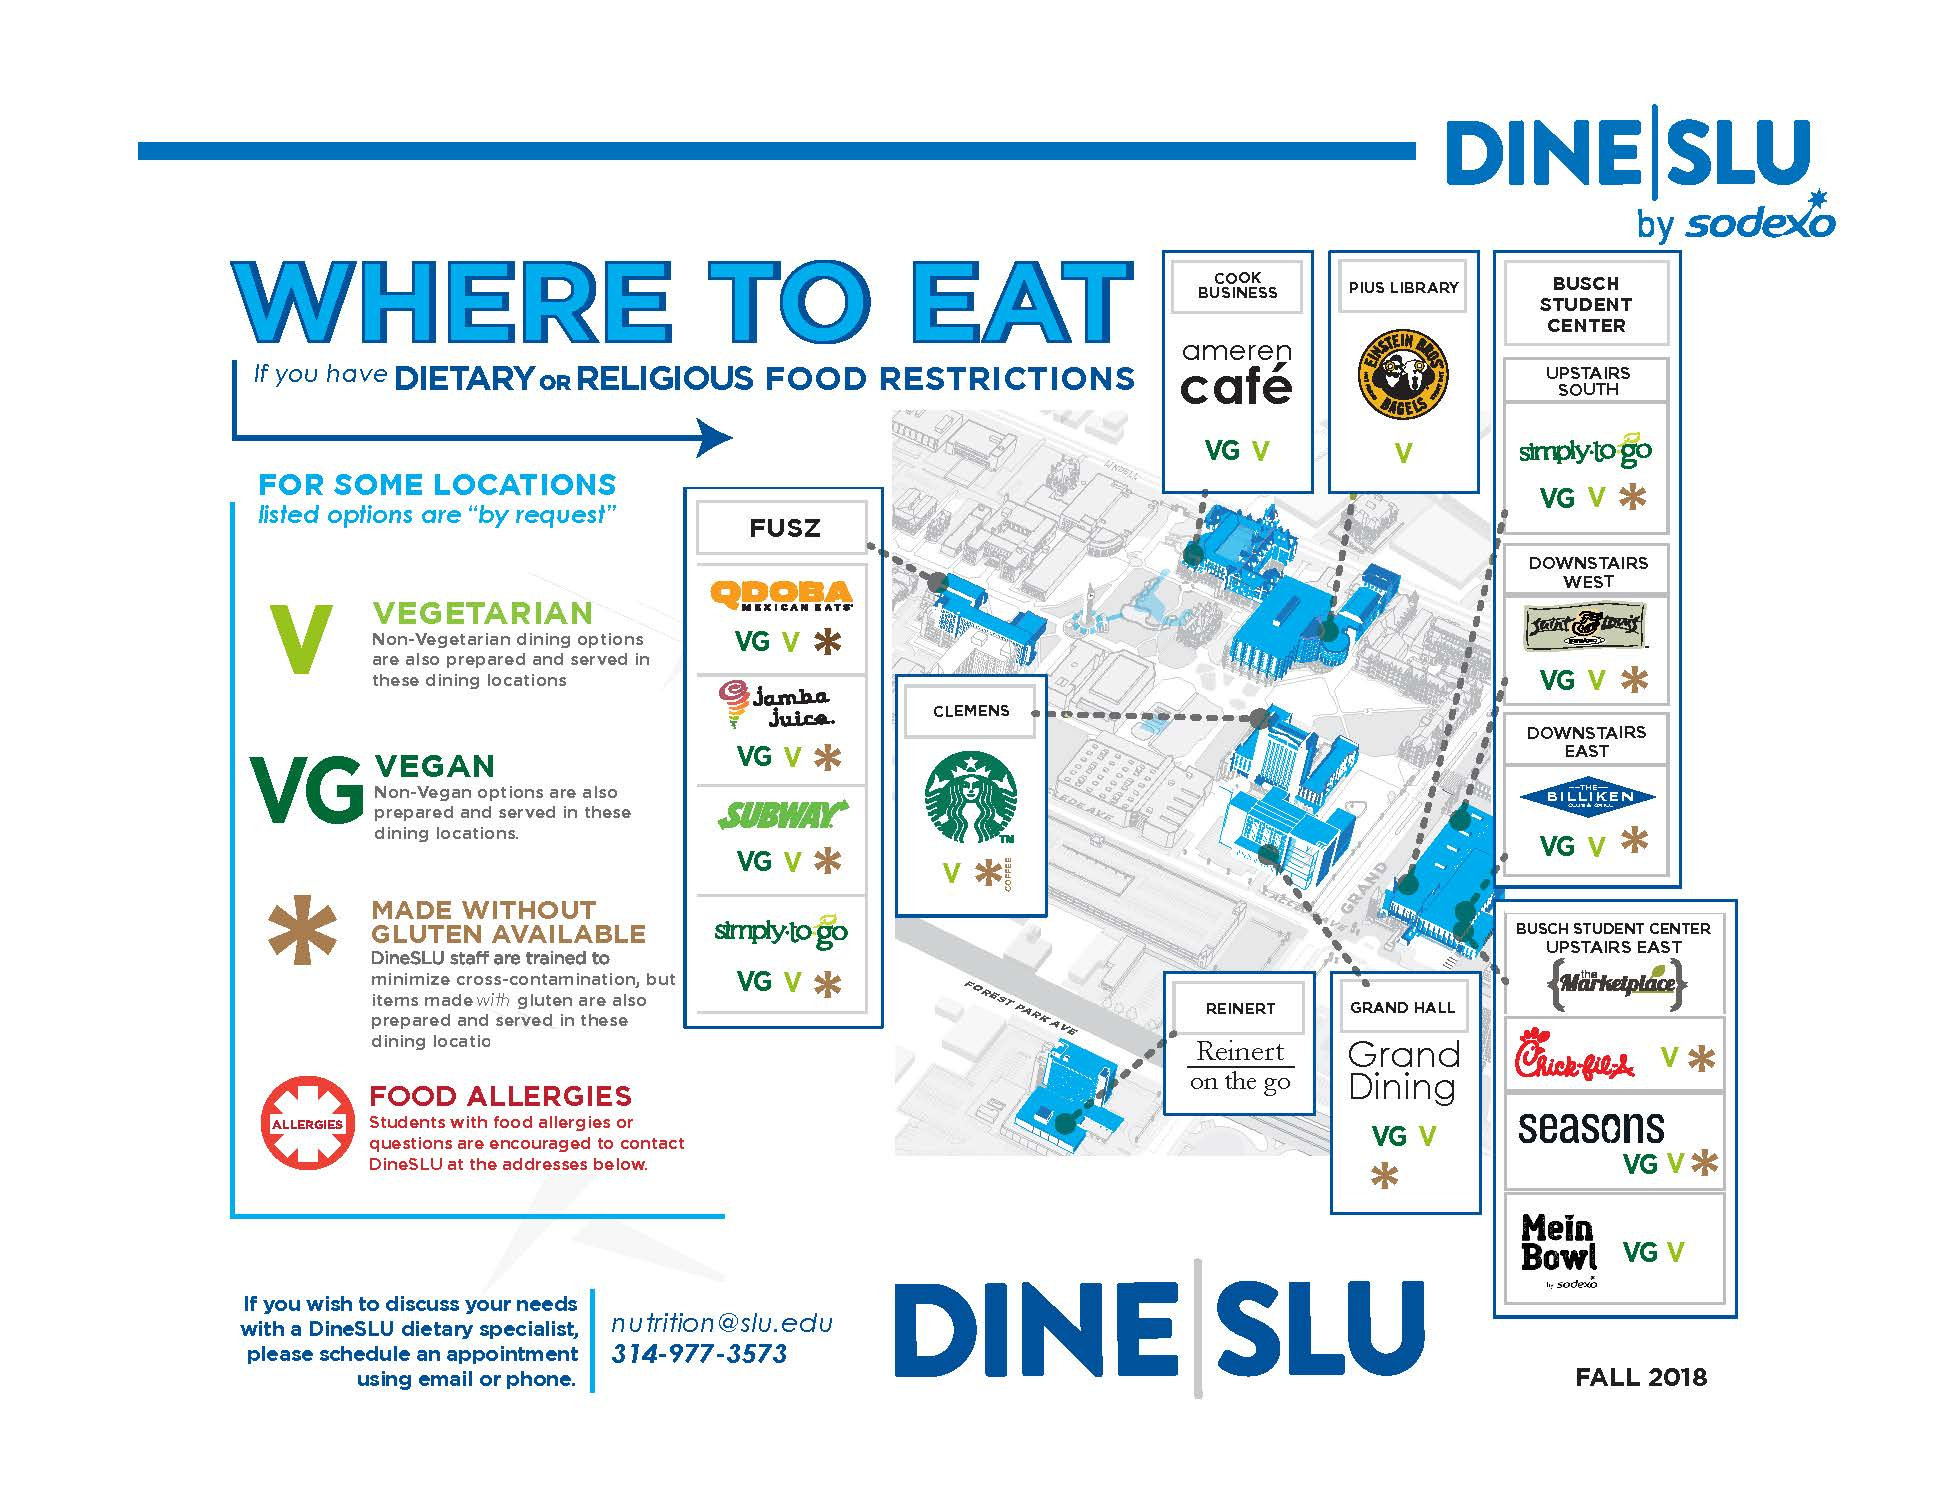 DINE|SLU
by sodexo
WHERE TO EAT
If you have DIETARY OR RELIGIOUS FOOD RESTRICTIONS
FOR SOME LOCATIONS
listed options are “by request”
V
VEGETARIAN
Non-Vegetarian dining options
are also prepared and served in
these dining locations
VG
VEGAN
Non-Vegan options are also
prepared and served in these
dining locations.
*
MADE WITHOUT
GLUTEN AVAILABLE
DineSLU staff are trained to
minimize cross-contamination, but
items made with gluten are also
prepared and served in these
dining locatio
ALLERGIES
FOOD ALLERGIES
Students with food allergies or
questions are encouraged to contact
DineSLU at the addresses below.
FUSZ
QDOBA
MEXICAN EATS
VG V *
jamba
juice.
VG V *
SUBWAY
VG V *
simply·to go
VG V *
CLEMENS
TM
V * COFFEE
COOK
BUSINESS
ameren
café
VG V
PIUS LIBRARY
EINSTEIN BROS
BAGELS
V
BUSCH
STUDENT
CENTER
UPSTAIRS
SOUTH
simply·to go
VG V *
DOWNSTAIRS
WEST
Saint Louis
VG V *
DOWNSTAIRS
EAST
THE
BILLIKEN
CLUB & GRILL
VG V *
BUSCH STUDENT CENTER
UPSTAIRS EAST
the
Marketplace
Chick-fil-A
V *
seasons
VG V *
Mein
Bowl
by sodexo
VG V
LINDELL
GRAND
FOREST PARK AVE
REINERT
Reinert
on the go
GRAND HALL
Grand
Dining
VG V
*
If you wish to discuss your needs
with a DineSLU dietary specialist,
please schedule an appointment
using email or phone.
nutrition@slu.edu
314-977-3573
DINE|SLU
FALL 2018